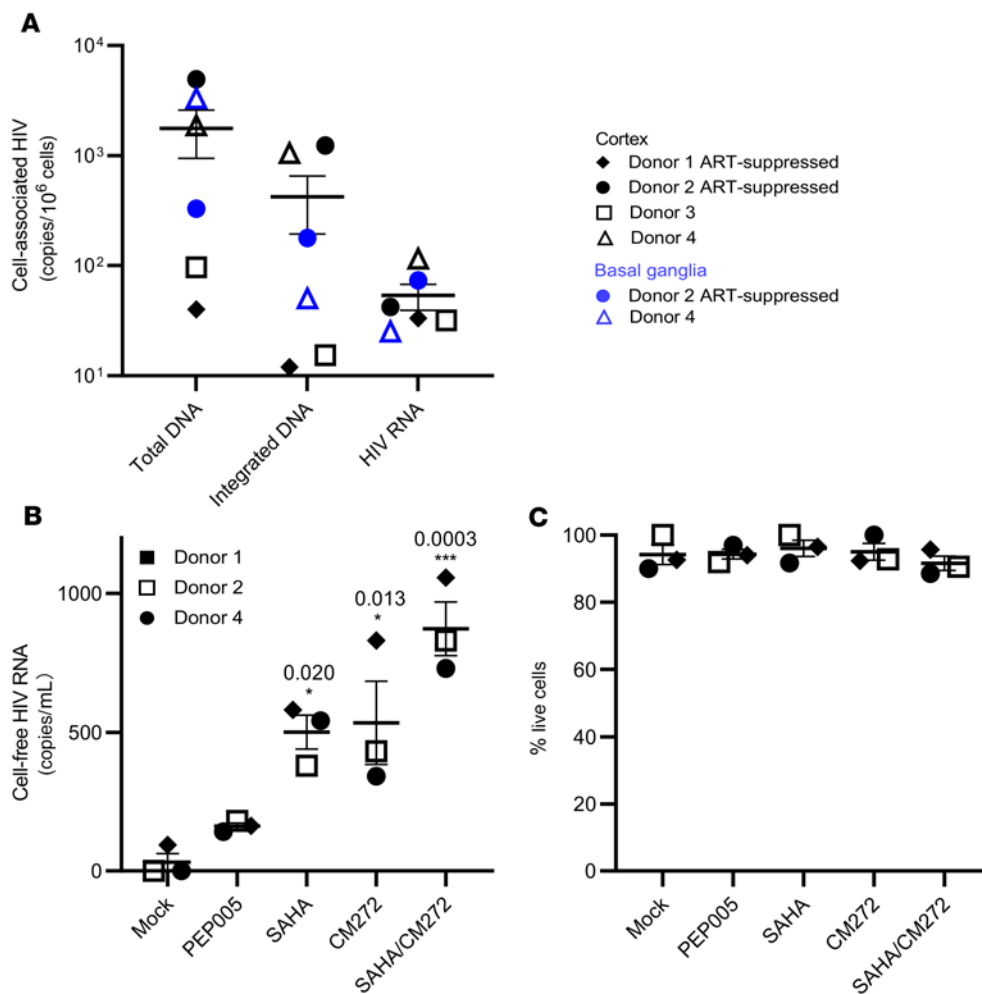 A
Cell-associated HIV
(copies/10⁶ cells)
10⁴
10³
10²
10¹
Total DNA
Integrated DNA
HIV RNA
Cortex
Donor 1 ART-suppressed
Donor 2 ART-suppressed
Donor 3
Donor 4
Basal ganglia
Donor 2 ART-suppressed
Donor 4
B
Cell-free HIV RNA
(copies/mL)
1000
500
0
Donor 1
Donor 2
Donor 4
0.020
*
0.013
*
0.0003
***
Mock
PEP005
SAHA
CM272
SAHA/CM272
C
% live cells
100
80
60
40
20
0
Mock
PEP005
SAHA
CM272
SAHA/CM272